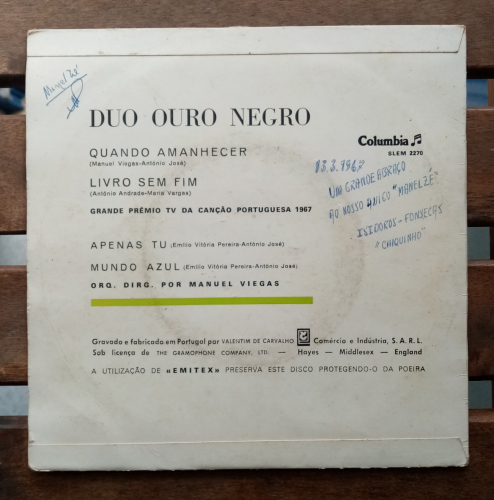 Manel Zé
DUO OURO NEGRO
Columbia
SLEM 2270
QUANDO AMANHECER
(Manuel Viegas-António José)
LIVRO SEM FIM
(António Andrade-Maria Vargas)
GRANDE PRÉMIO TV DA CANÇÃO PORTUGUESA 1967
13.3.1967
UM GRANDE ABRAÇO
AO NOSSO AMIGO "MANELZÉ"
ISIDOROS - FONSECAS
"CHIQUINHO"
APENAS TU (Emílio Vitória Pereira-António José)
MUNDO AZUL (Emílio Vitória Pereira-António José)
ORQ. DIRQ. POR MANUEL VIEGAS
Gravado e fabricado em Portugal por VALENTIM DE CARVALHO Comércio e Indústria, S. A. R. L.
Sob licença de THE GRAMOPHONE COMPANY, LTD. — Hayes — Middlesex — England
A UTILIZAÇÃO DE «EMITEX» PRESERVA ESTE DISCO PROTEGENDO-O DA POEIRA